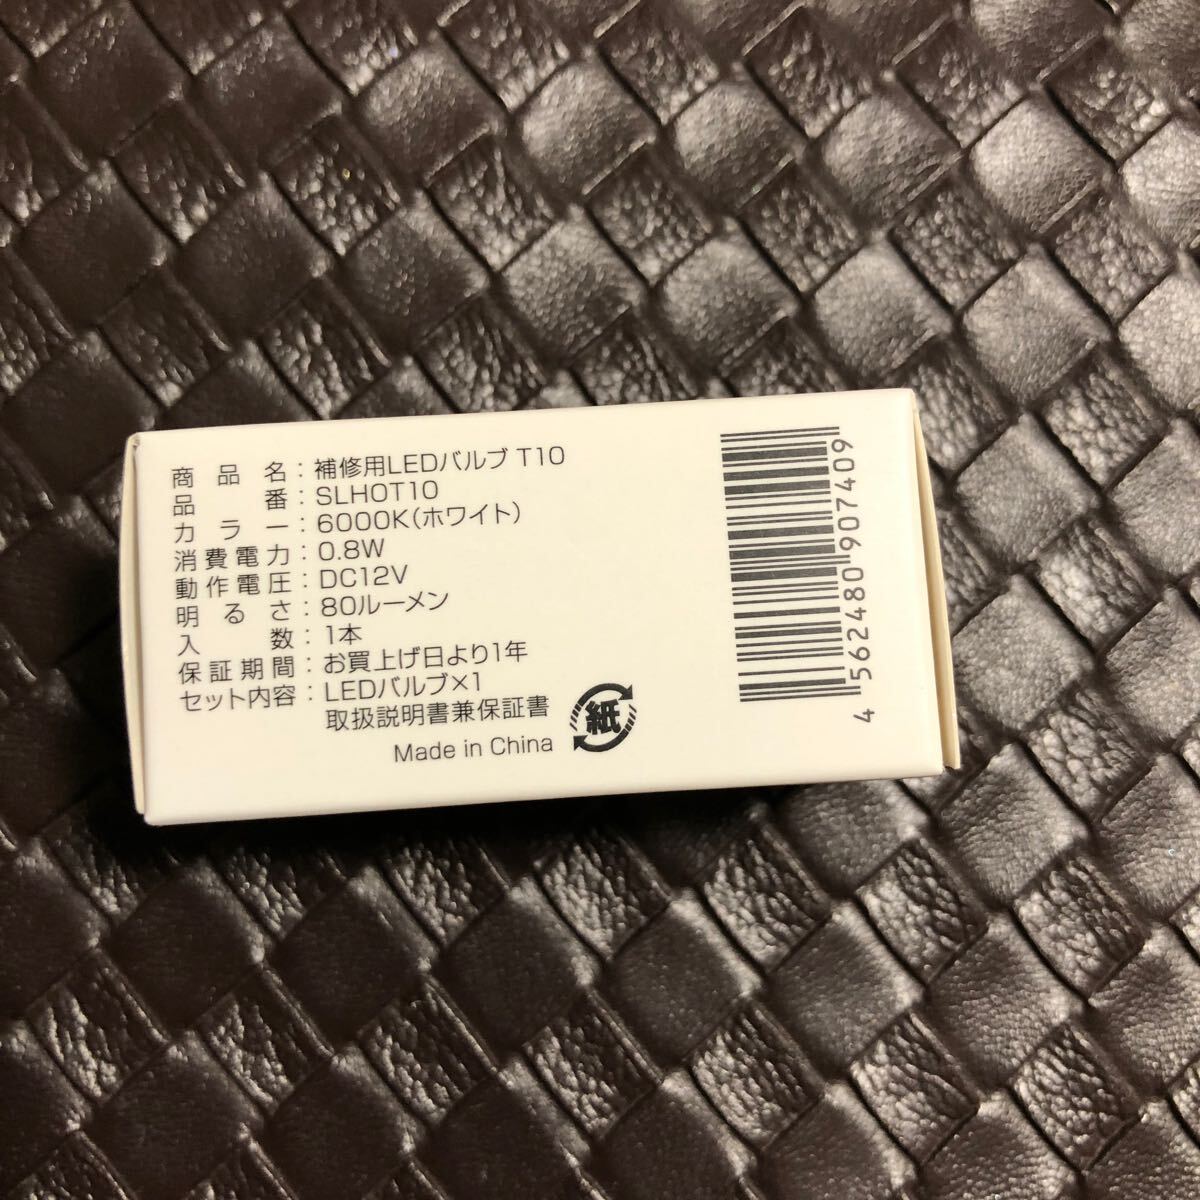 商品名：補修用LEDバルブ T10
品番：SLHOT10
カラー：6000K(ホワイト)
消費電力：0.8W
動作電圧：DC12V
明るさ：80ルーメン
入数：1本
保証期間：お買上げ日より1年
セット内容：LEDバルブ×1
取扱説明書兼保証書
Made in China
紙
4562480907409